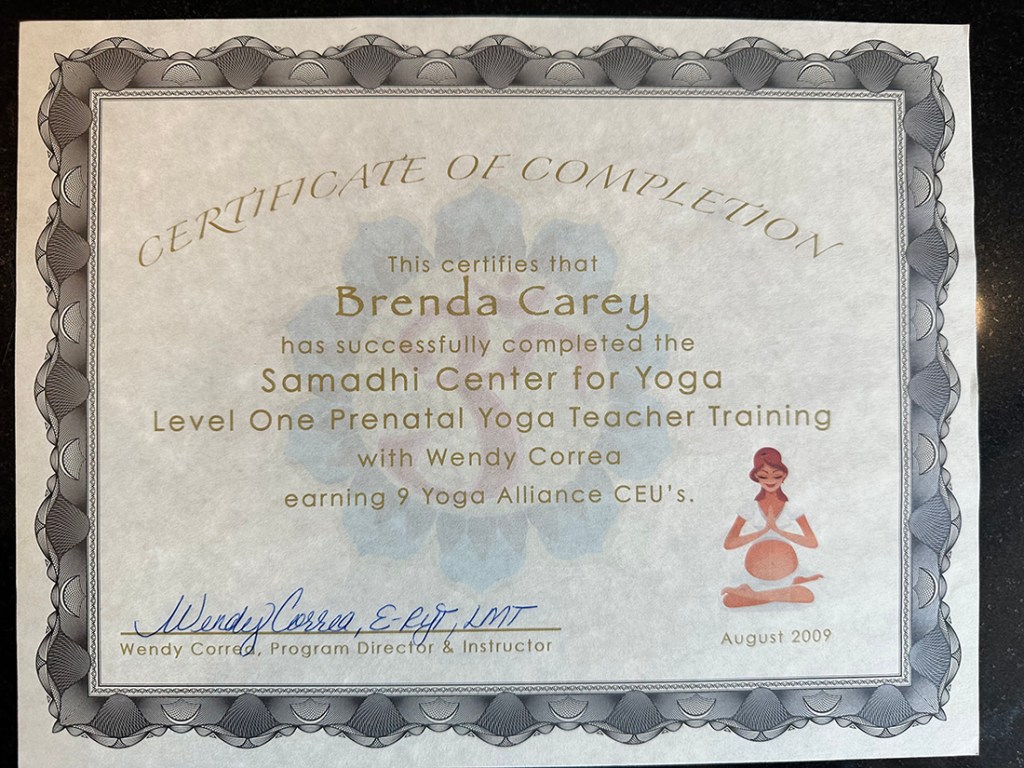 CERTIFICATE OF COMPLETION
This certifies that
Brenda Carey
has successfully completed the
Samadhi Center for Yoga
Level One Prenatal Yoga Teacher Training
with Wendy Correa
earning 9 Yoga Alliance CEU's.
Wendy Correa, E-RYT, LMT
Wendy Correa, Program Director & Instructor
August 2009